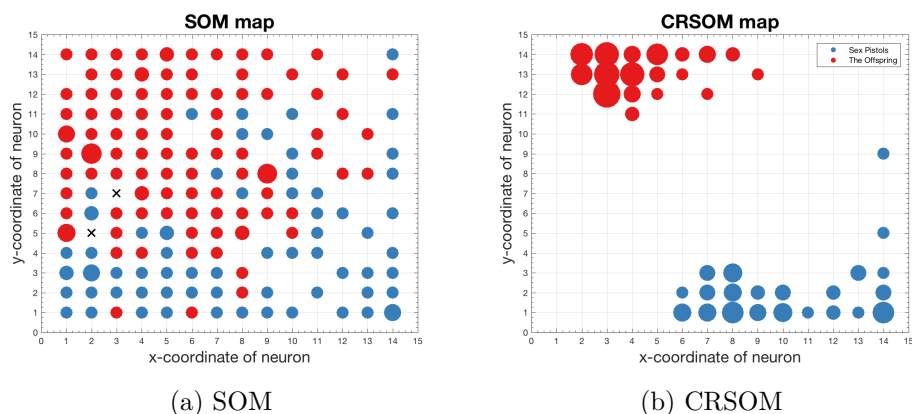 SOM map
15
14
13
12
11
10
9
8
7
6
5
4
3
2
1
0
y-coordinate of neuron
0 1 2 3 4 5 6 7 8 9 10 11 12 13 14 15
x-coordinate of neuron
(a) SOM
CRSOM map
Sex Pistols
The Offspring
15
14
13
12
11
10
9
8
7
6
5
4
3
2
1
0
y-coordinate of neuron
0 1 2 3 4 5 6 7 8 9 10 11 12 13 14 15
x-coordinate of neuron
(b) CRSOM